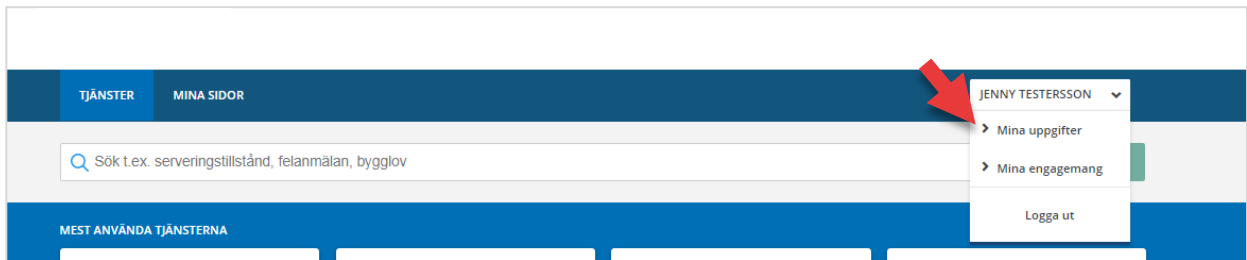 TJÄNSTER
MINA SIDOR
JENNY TESTERSSON
Mina uppgifter
Mina engagemang
Logga ut
Sök t.ex. serveringstillstånd, felanmälan, bygglov
MEST ANVÄNDA TJÄNSTERNA